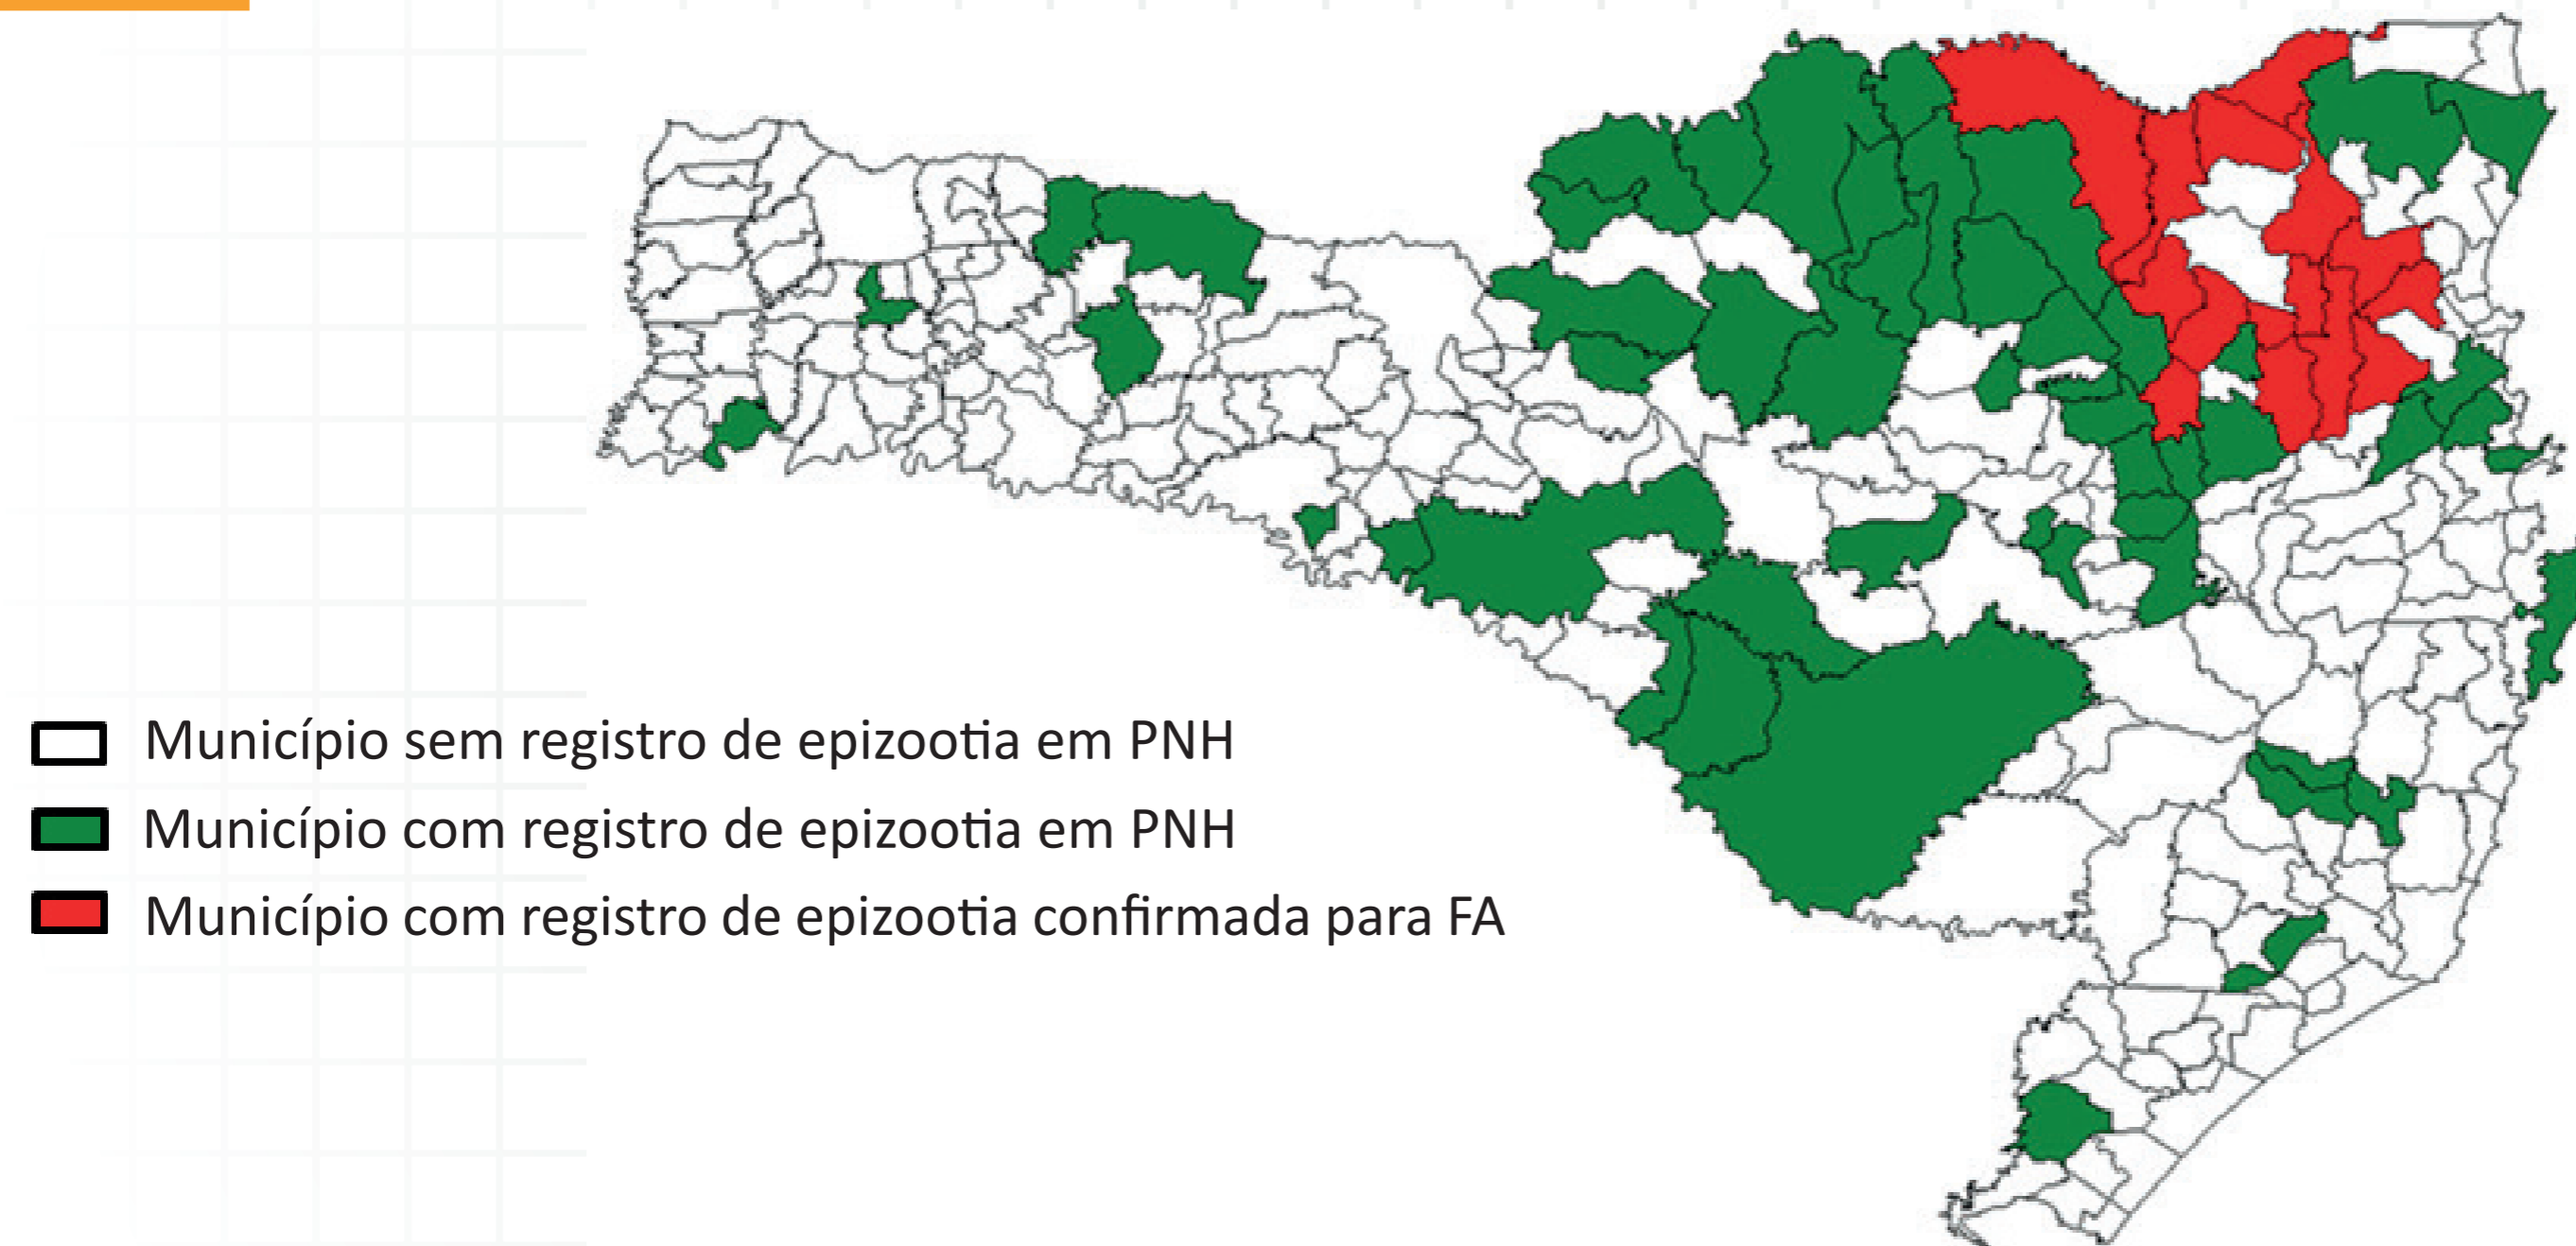 Município sem registro de epizootia em PNH
Município com registro de epizootia em PNH
Município com registro de epizootia confirmada para FA